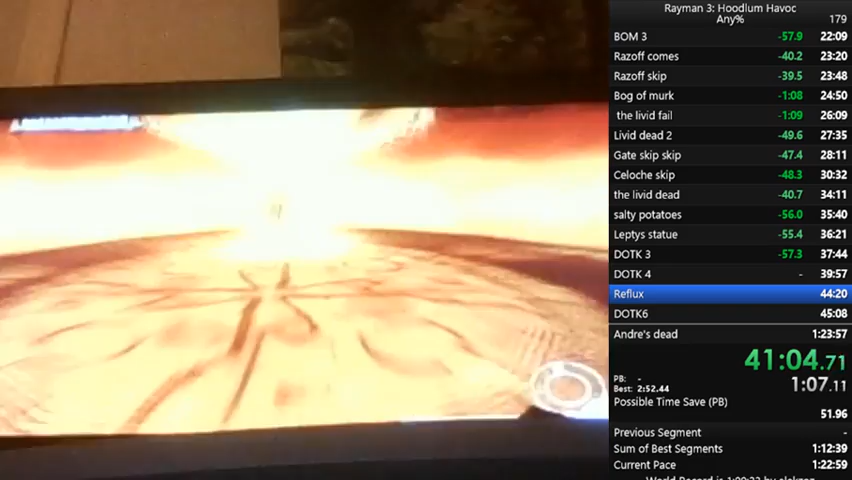 Rayman 3: Hoodlum Havoc
Any% 179
BOM 3 -57.9 22:09
Razoff comes -40.2 23:20
Razoff skip -39.5 23:48
Bog of murk -1:08 24:50
the livid fail -1:09 26:09
Livid dead 2 -49.6 27:35
Gate skip skip -47.4 28:11
Celoche skip -48.3 30:32
the livid dead -40.7 34:11
salty potatoes -56.0 35:40
Leptys statue -55.4 36:21
DOTK 3 -57.3 37:44
DOTK 4 - 39:57
Reflux 44:20
DOTK6 45:08
Andre's dead 1:23:57
41:04.71
PB: - 1:07.11
Best: 2:52.44
Possible Time Save (PB)
51.96
Previous Segment -
Sum of Best Segments 1:12:39
Current Pace 1:22:59
World Record is